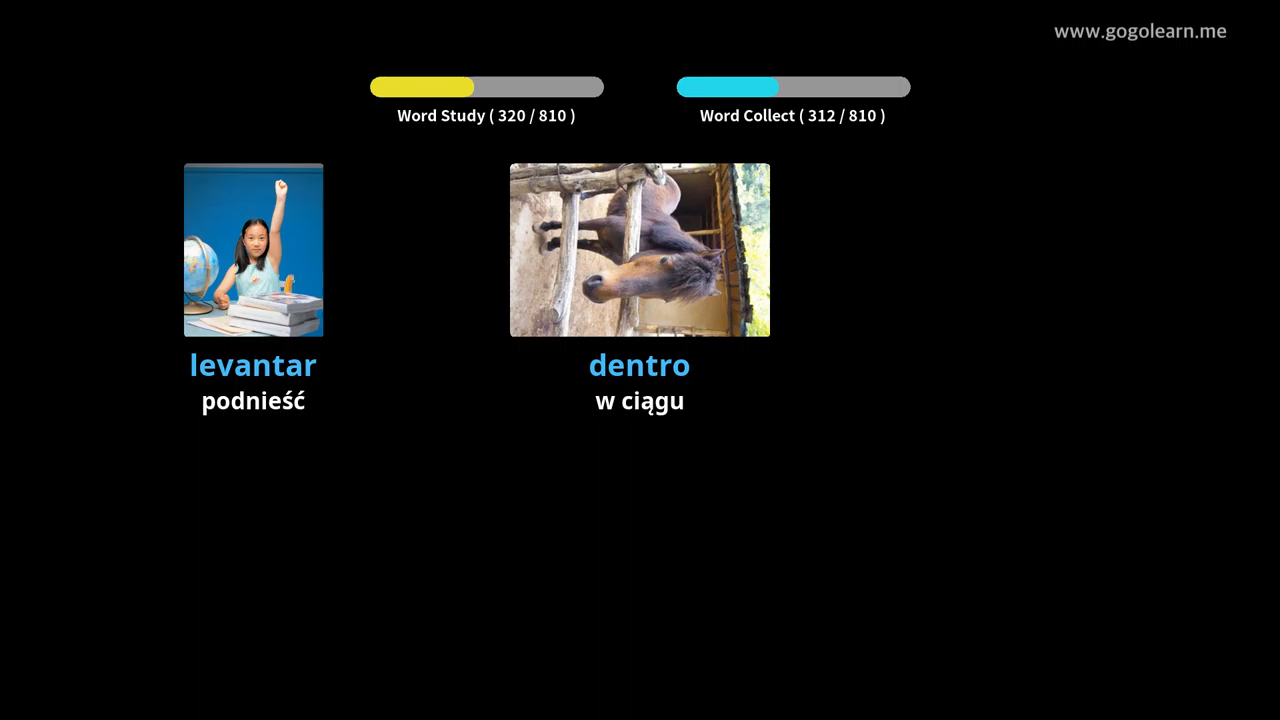 www.gogolearn.me
Word Study ( 320 / 810 )
Word Collect ( 312 / 810 )
levantar
podnieść
dentro
w ciągu